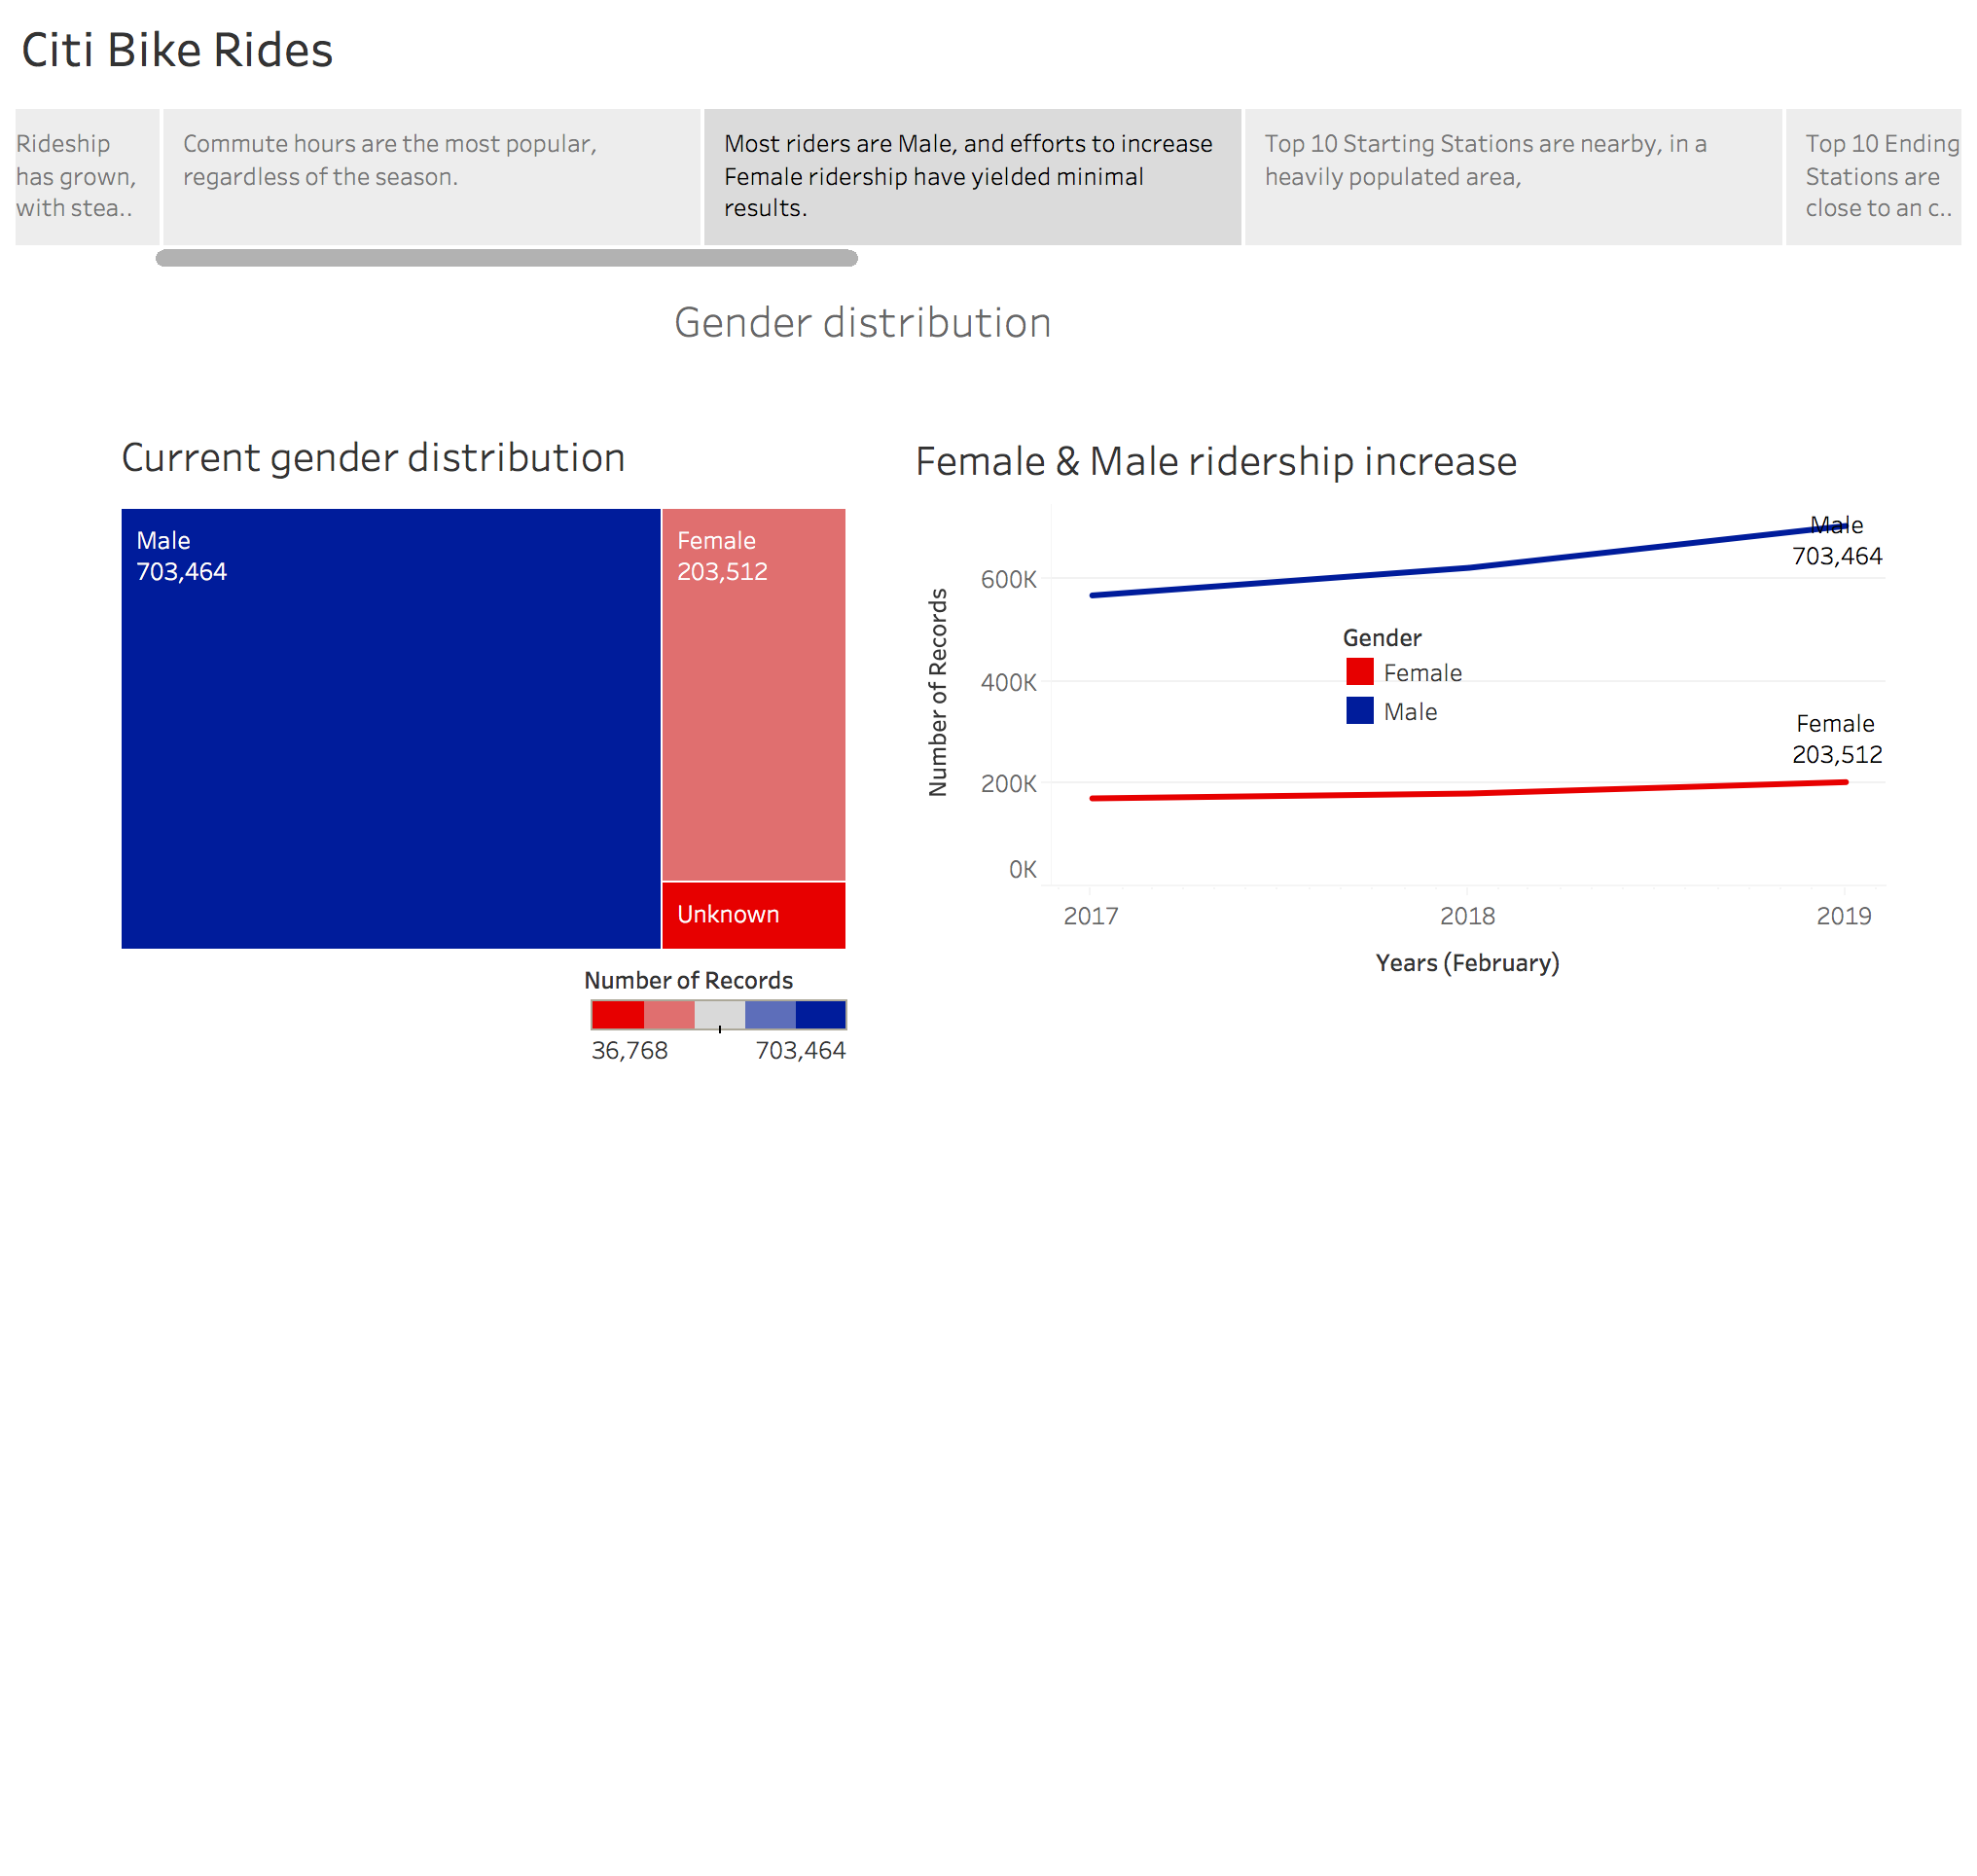 Citi Bike Rides
Rideship
has grown,
with stea..
Commute hours are the most popular,
regardless of the season.
Most riders are Male, and efforts to increase
Female ridership have yielded minimal
results.
Top 10 Starting Stations are nearby, in a
heavily populated area,
Top 10 Ending
Stations are
close to an c..
Gender distribution
Current gender distribution
Male
703,464
Female
203,512
Unknown
Number of Records
36,768
703,464
Female & Male ridership increase
Number of Records
600K
400K
200K
0K
Male
703,464
Gender
Female
Male
Female
203,512
2017
2018
2019
Years (February)